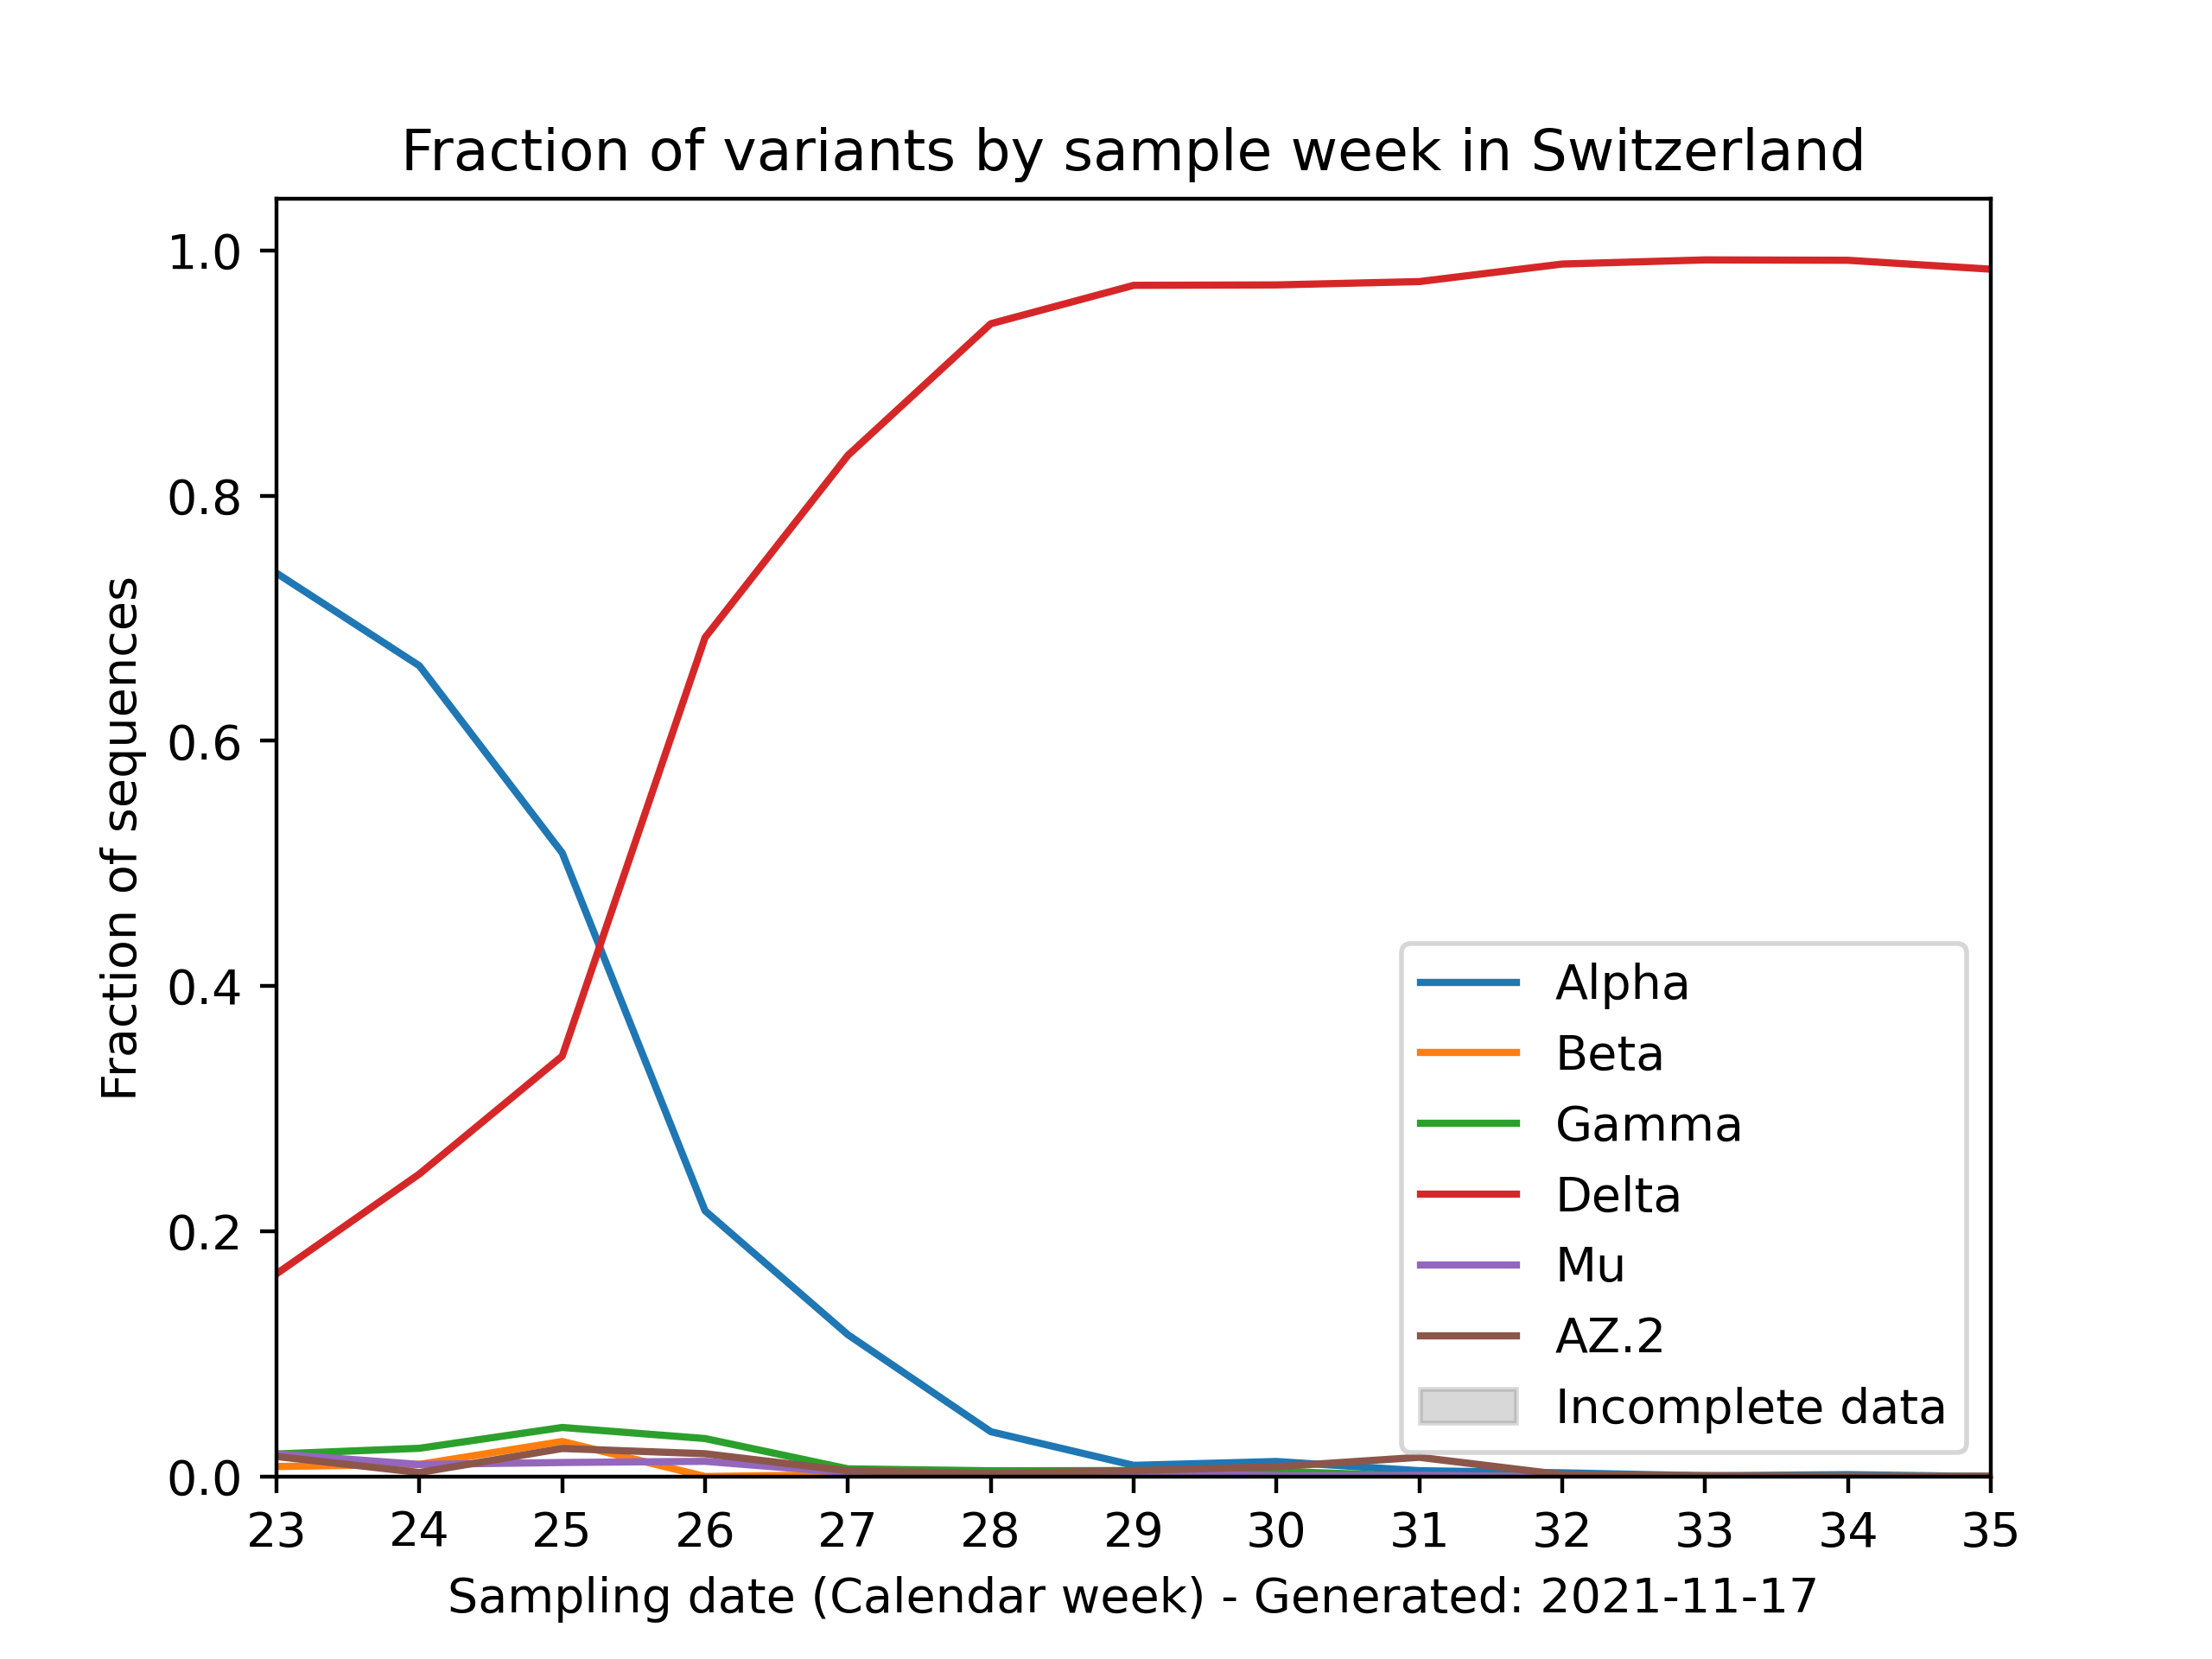 Fraction of variants by sample week in Switzerland
1.0
0.8
0.6
0.4
0.2
0.0
Fraction of sequences
Alpha
Beta
Gamma
Delta
Mu
AZ.2
Incomplete data
23 24 25 26 27 28 29 30 31 32 33 34 35
Sampling date (Calendar week) - Generated: 2021-11-17